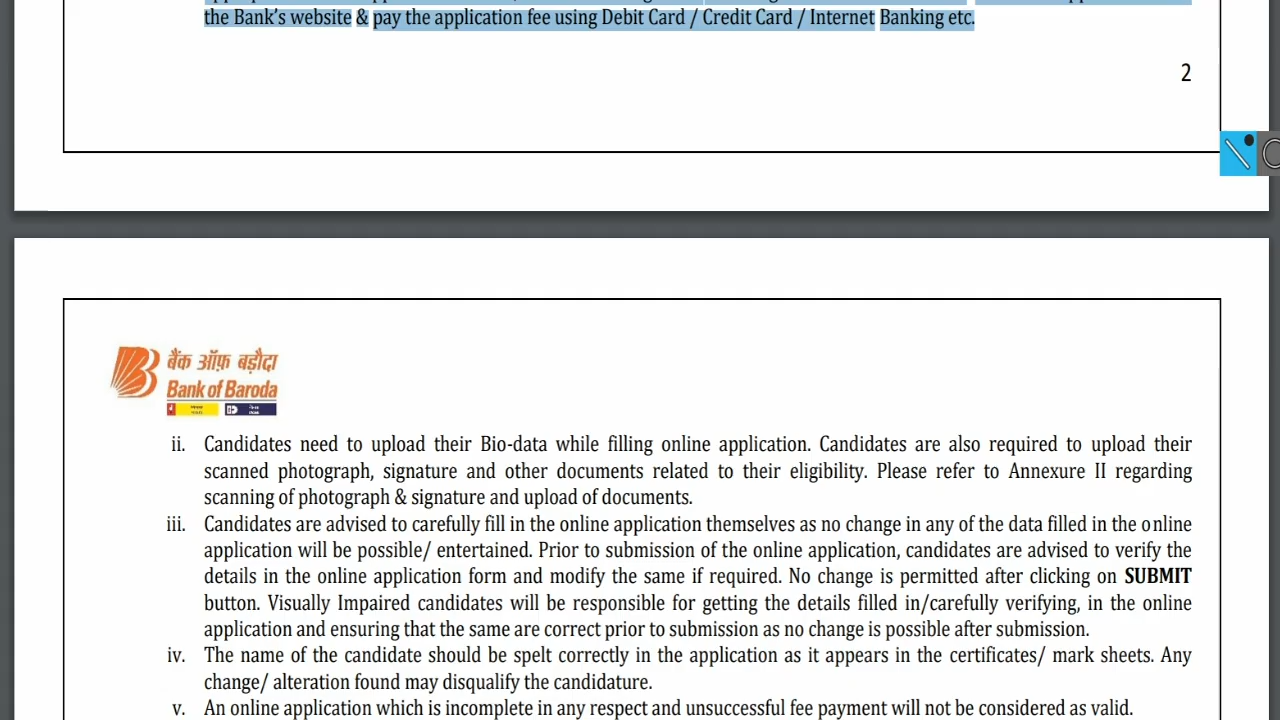 the Bank's website & pay the application fee using Debit Card / Credit Card / Internet Banking etc.
2
बैंक ऑफ़ बड़ौदा
Bank of Baroda
ii. Candidates need to upload their Bio-data while filling online application. Candidates are also required to upload their
scanned photograph, signature and other documents related to their eligibility. Please refer to Annexure II regarding
scanning of photograph & signature and upload of documents.
iii. Candidates are advised to carefully fill in the online application themselves as no change in any of the data filled in the online
application will be possible/ entertained. Prior to submission of the online application, candidates are advised to verify the
details in the online application form and modify the same if required. No change is permitted after clicking on SUBMIT
button. Visually Impaired candidates will be responsible for getting the details filled in/carefully verifying, in the online
application and ensuring that the same are correct prior to submission as no change is possible after submission.
iv. The name of the candidate should be spelt correctly in the application as it appears in the certificates/ mark sheets. Any
change/ alteration found may disqualify the candidature.
v. An online application which is incomplete in any respect and unsuccessful fee payment will not be considered as valid.